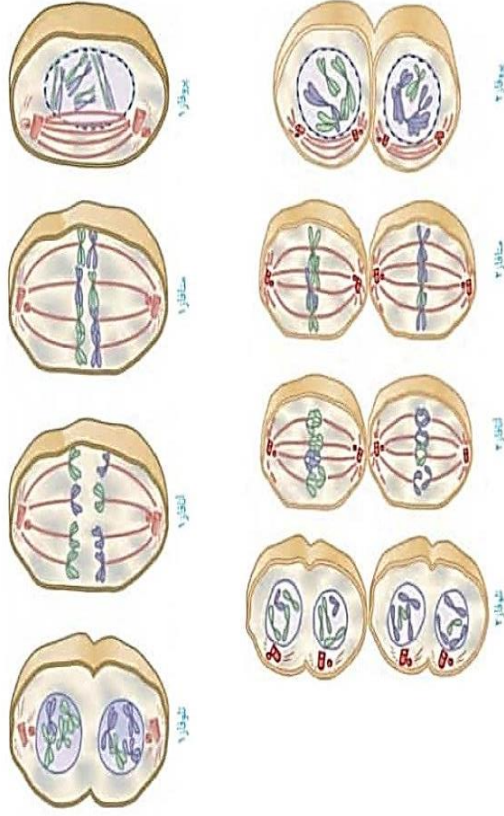 پروفاز ۱
متافاز ۱
آنافاز ۱
تلوفاز ۱
پروفاز ۲
متافاز ۲
آنافاز ۲
تلوفاز ۲